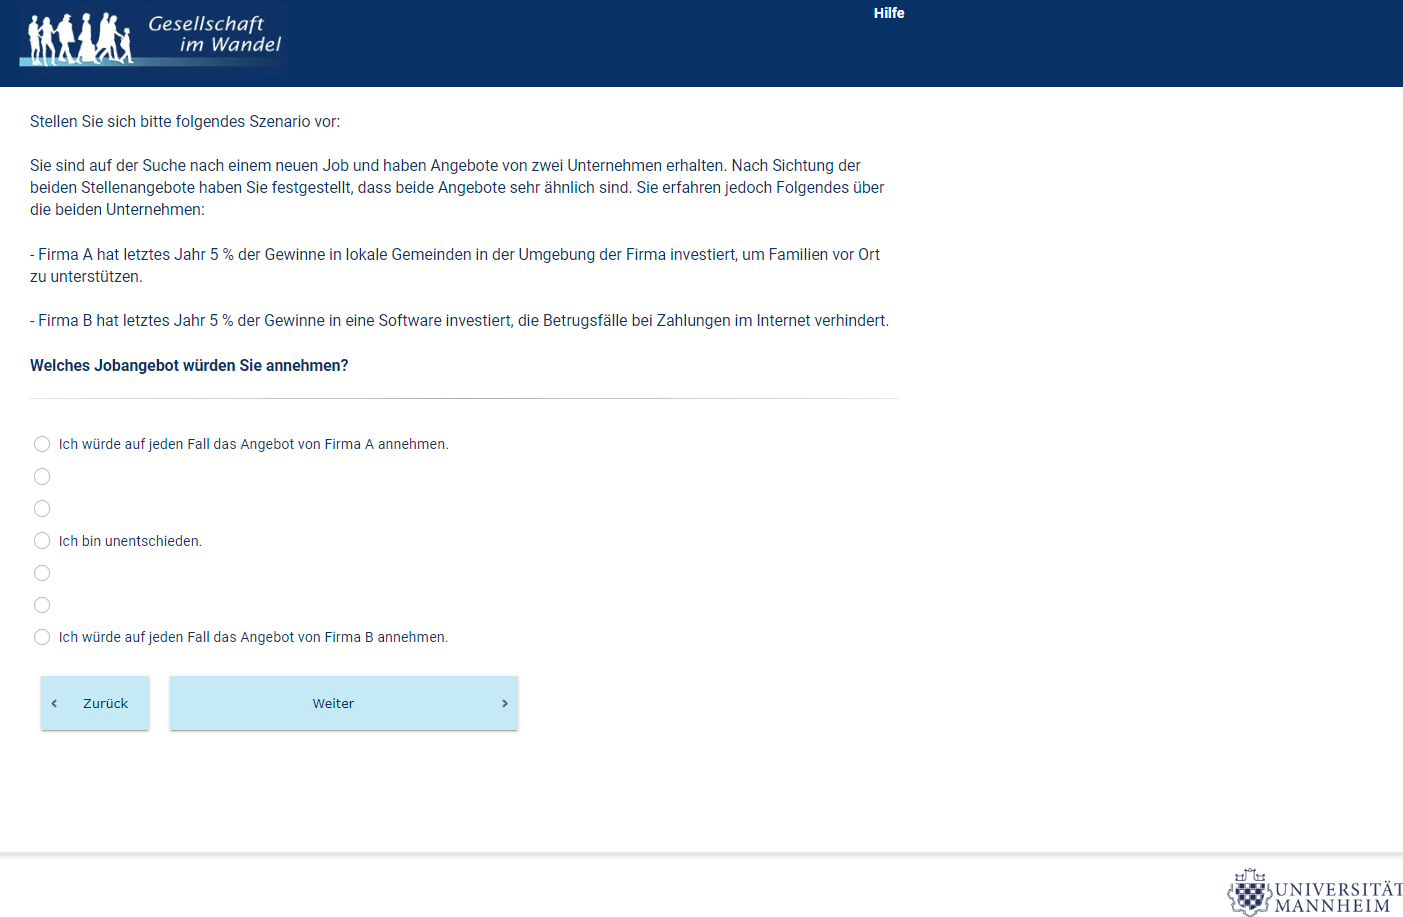 Gesellschaft
im Wandel
Hilfe
Stellen Sie sich bitte folgendes Szenario vor:
Sie sind auf der Suche nach einem neuen Job und haben Angebote von zwei Unternehmen erhalten. Nach Sichtung der
beiden Stellenangebote haben Sie festgestellt, dass beide Angebote sehr ähnlich sind. Sie erfahren jedoch Folgendes über
die beiden Unternehmen:
- Firma A hat letztes Jahr 5 % der Gewinne in lokale Gemeinden in der Umgebung der Firma investiert, um Familien vor Ort
zu unterstützen.
- Firma B hat letztes Jahr 5 % der Gewinne in eine Software investiert, die Betrugsfälle bei Zahlungen im Internet verhindert.
Welches Jobangebot würden Sie annehmen?
Ich würde auf jeden Fall das Angebot von Firma A annehmen.
Ich bin unentschieden.
Ich würde auf jeden Fall das Angebot von Firma B annehmen.
‹ Zurück
Weiter ›
UNIVERSITÄT
MANNHEIM